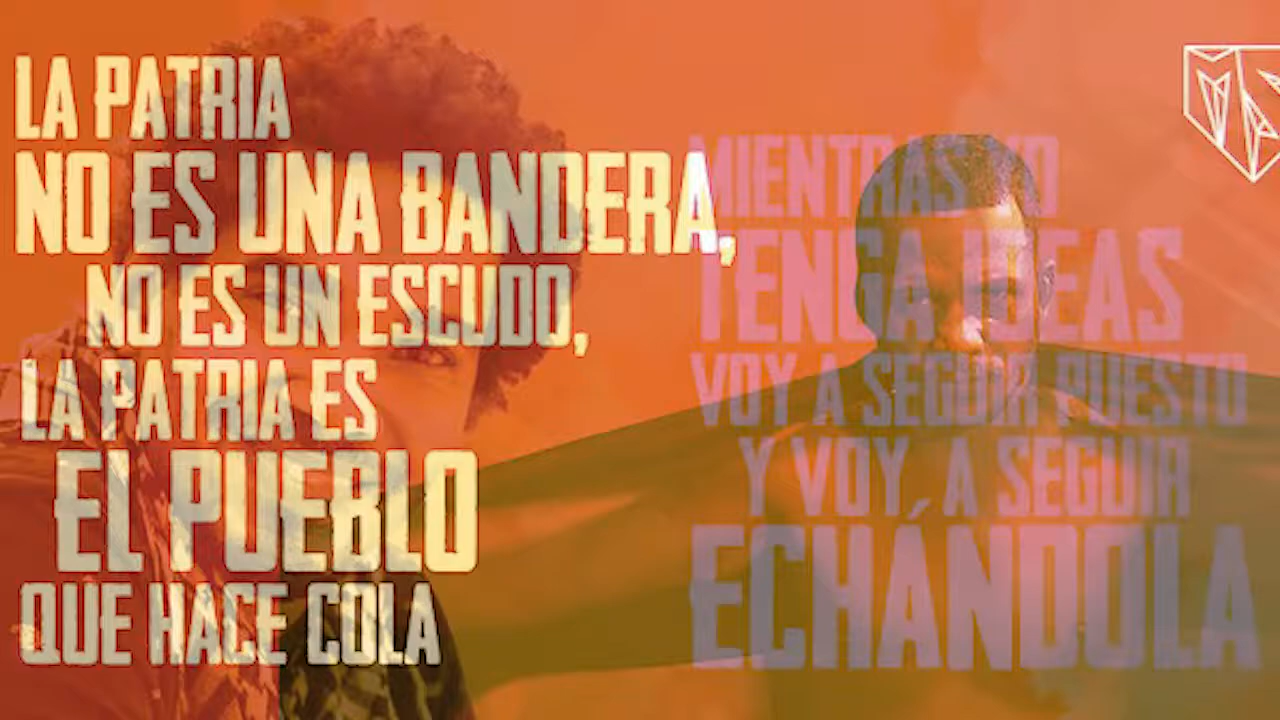 LA PATRIA
NO ES UNA BANDERA,
NO ES UN ESCUDO,
LA PATRIA ES
EL PUEBLO
QUE HACE COLA
MIENTRAS YO
TENGA IDEAS
VOY A SEGUIR PUESTO
Y VOY, A SEGUIR
ECHÁNDOLA